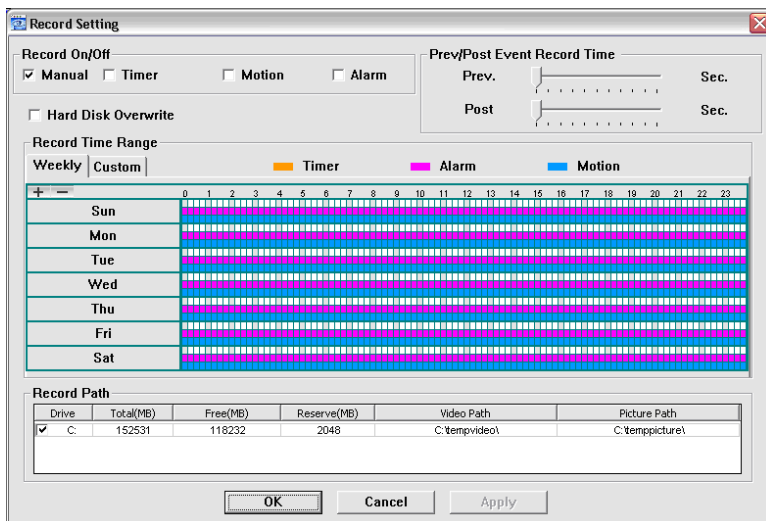 Record Setting
Record On/Off
Manual Timer Motion Alarm
Prev/Post Event Record Time
Prev. Sec.
Post Sec.
Hard Disk Overwrite
Record Time Range
Weekly Custom Timer Alarm Motion
+ − 0 1 2 3 4 5 6 7 8 9 10 11 12 13 14 15 16 17 18 19 20 21 22 23
Sun
Mon
Tue
Wed
Thu
Fri
Sat
Record Path
Drive Total(MB) Free(MB) Reserve(MB) Video Path Picture Path
C: 152531 118232 2048 C:\tempvideo\ C:\temppicture\
OK Cancel Apply